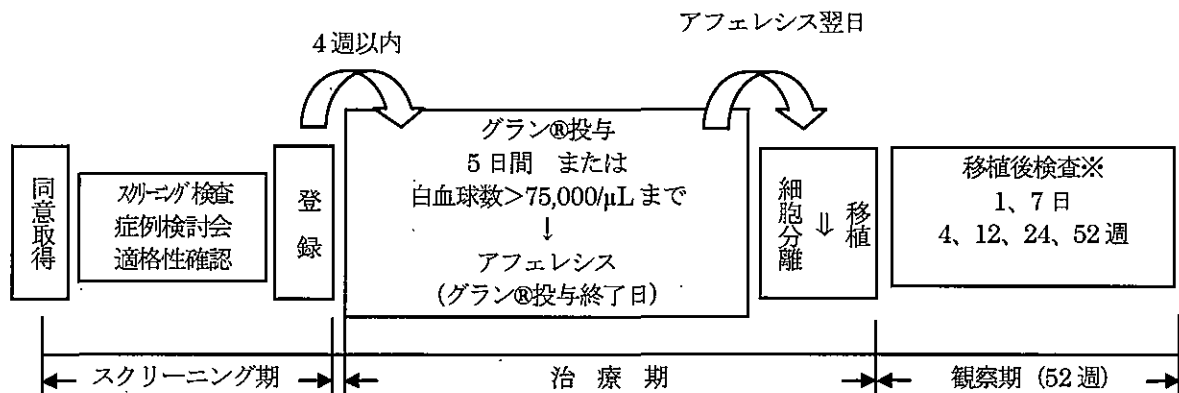 4週以内
アフェレシス翌日
同意取得
スクリーニング検査
症例検討会
適格性確認
登録
グラン®投与
5日間 または
白血球数>75,000/μLまで
↓
アフェレシス
(グラン®投与終了日)
細胞分離
⇓
移植
移植後検査※
1、7日
4、12、24、52週
スクリーニング期
治療期
観察期(52週)